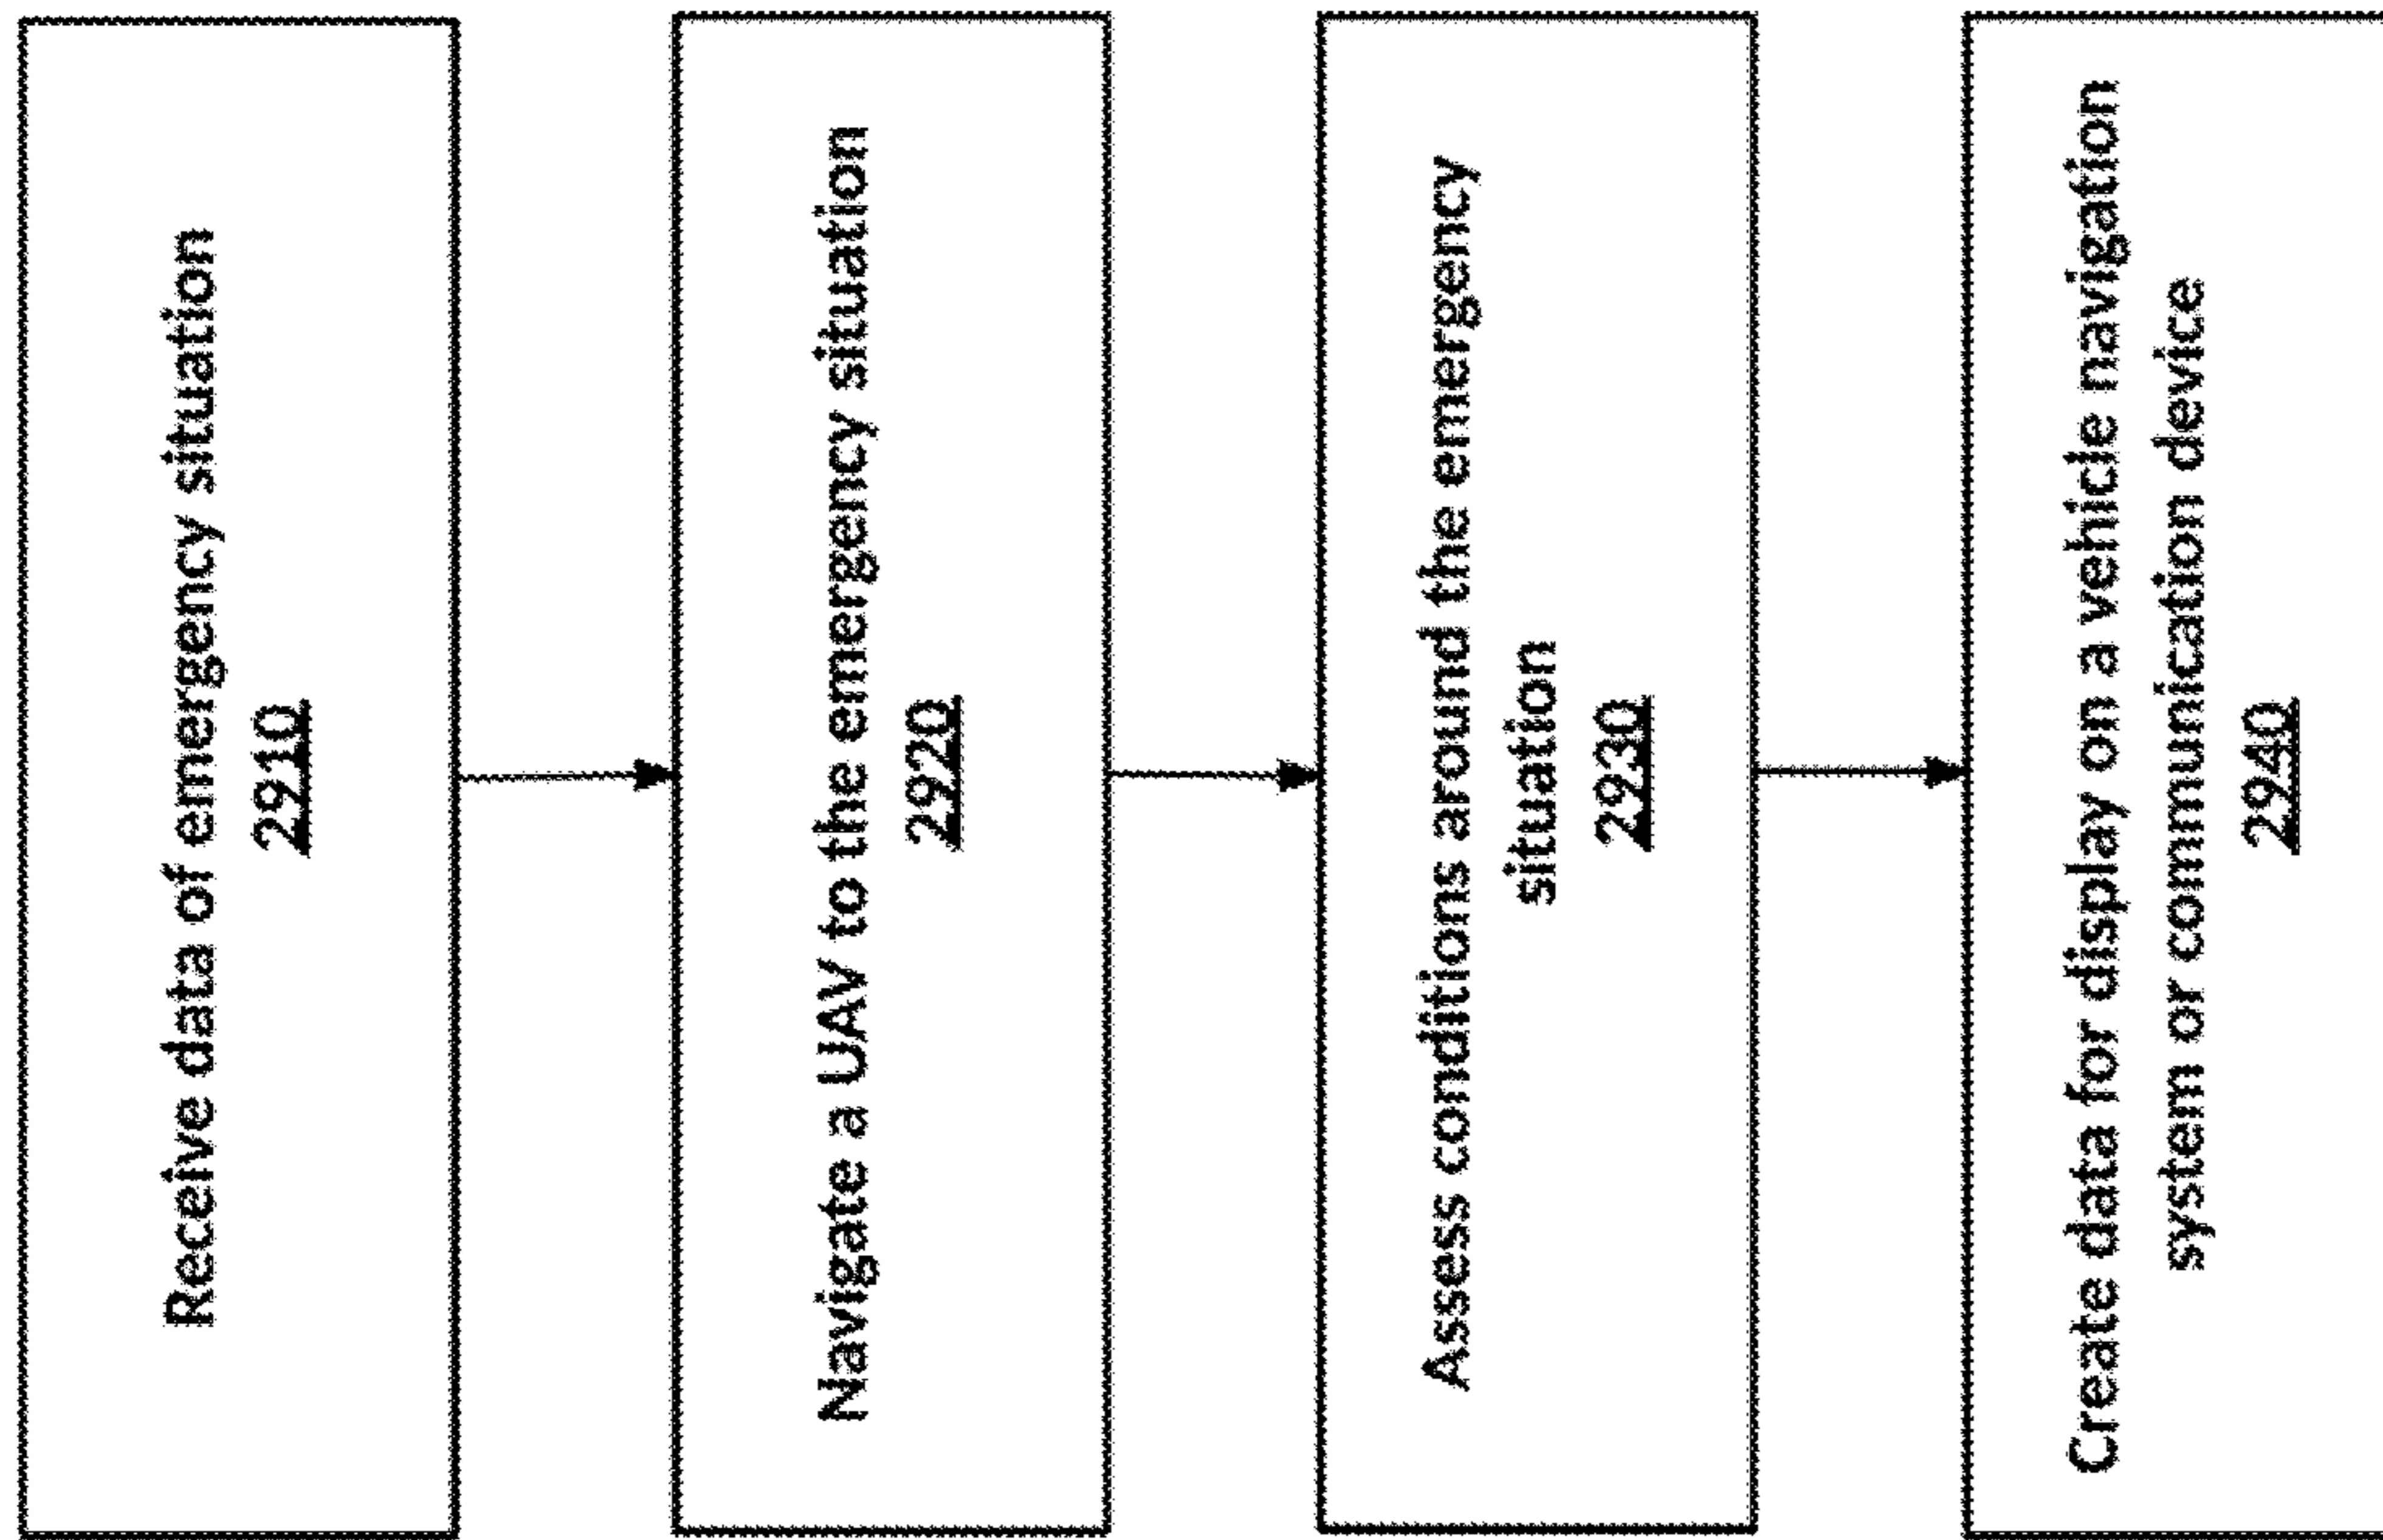 Receive data of emergency situation
2910
Navigate a UAV to the emergency situation
2920
Assess conditions around the emergency
situation
2930
Create data for display on a vehicle navigation
system or communication device
2940